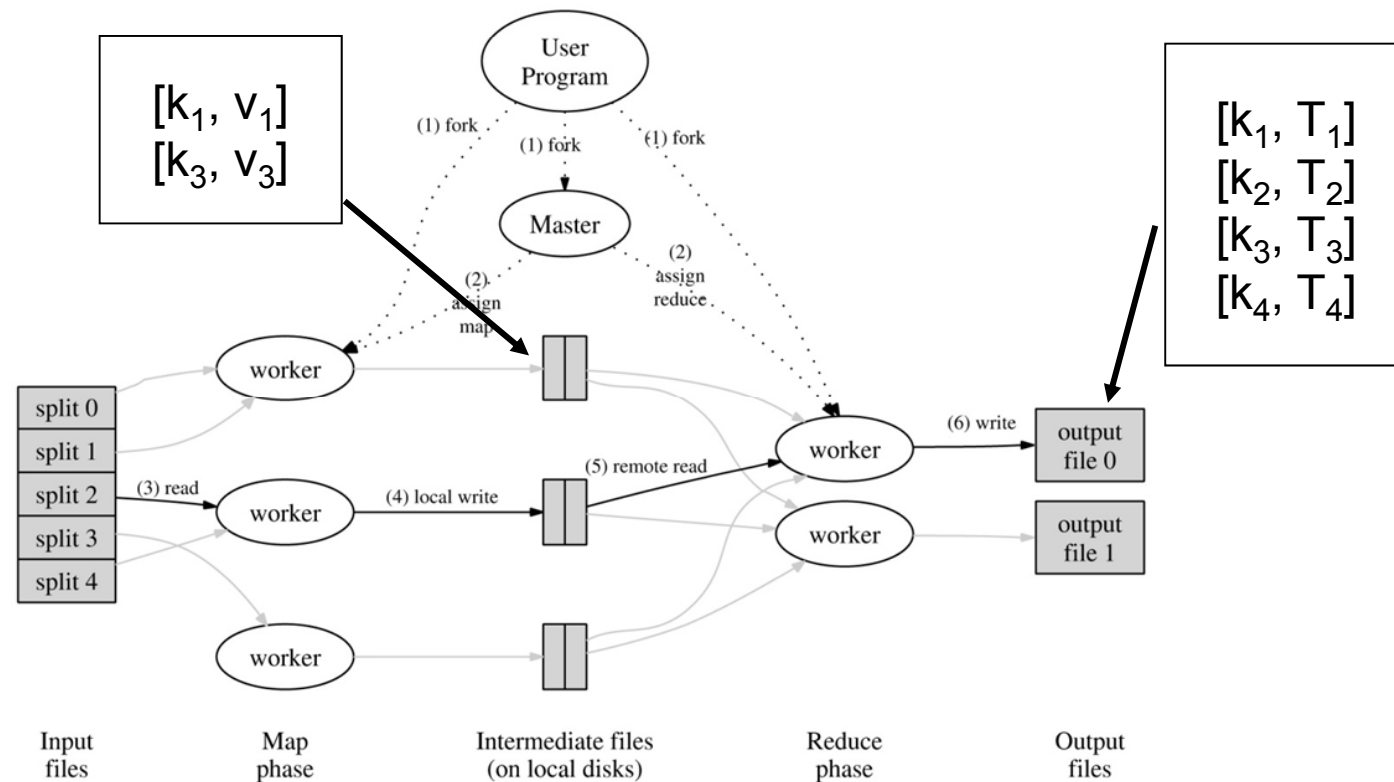 User
Program
[k₁, v₁]
[k₃, v₃]
[k₁, T₁]
[k₂, T₂]
[k₃, T₃]
[k₄, T₄]
(1) fork
(1) fork
(1) fork
Master
(2)
assign
map
(2)
assign
reduce
split 0
split 1
split 2
split 3
split 4
(3) read
worker
worker
worker
(4) local write
(5) remote read
worker
worker
(6) write
output
file 0
output
file 1
Input
files
Map
phase
Intermediate files
(on local disks)
Reduce
phase
Output
files